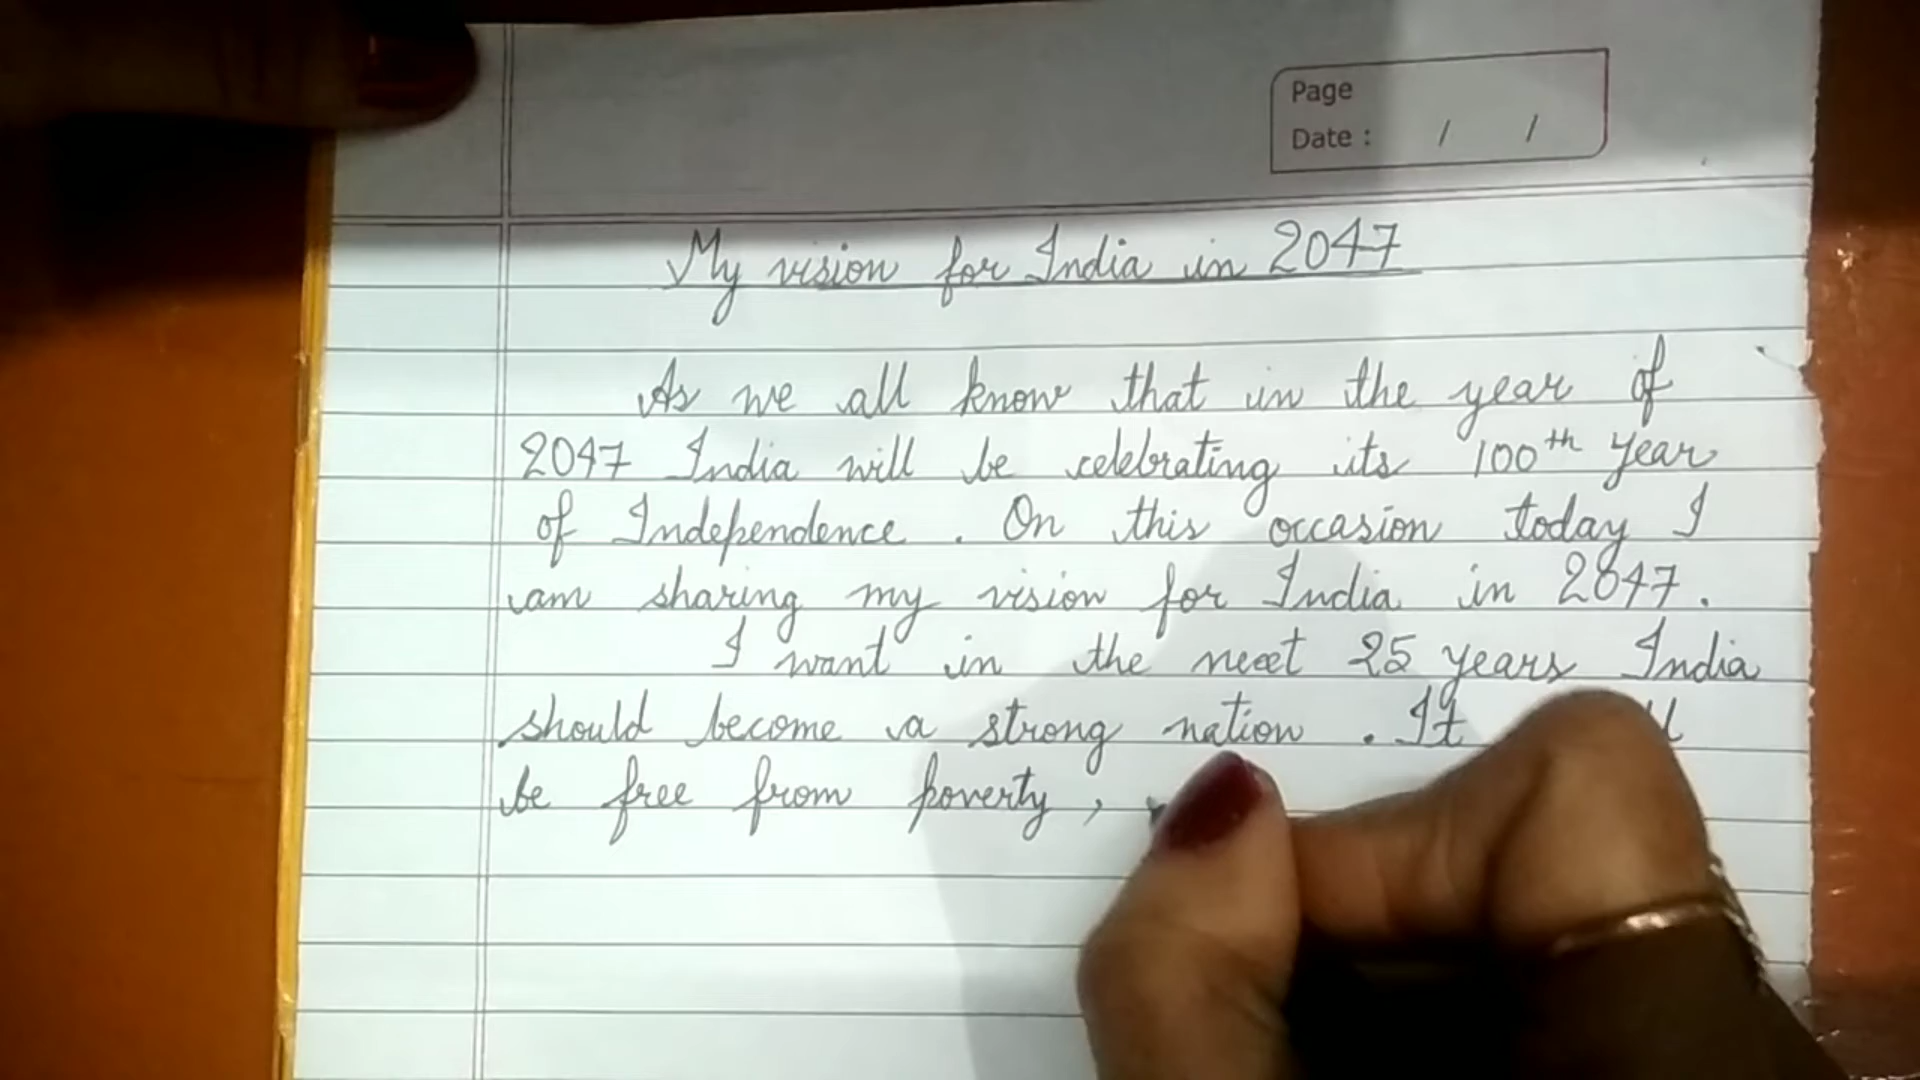 Page
Date : / /
My vision for India in 2047
As we all know that in the year of
2047 India will be celebrating its 100th year
of Independence . On this occasion today I
am sharing my vision for India in 2047.
I want in the next 25 years India
should become a strong nation . It
be free from poverty ,